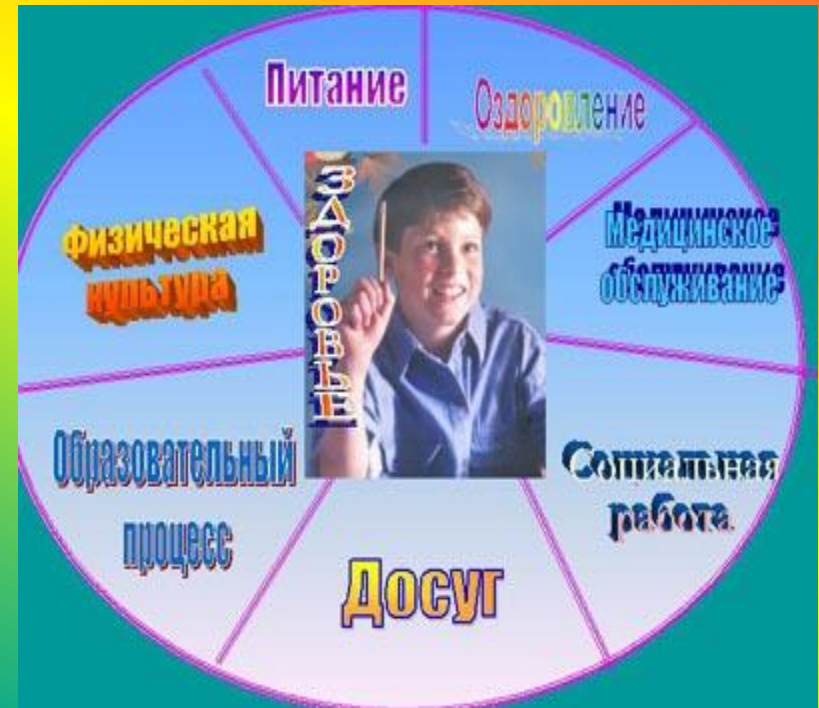 Питание
Оздоровление
ЗДОРОВЬЕ
Физическая
культура
Медицинское
обслуживание
Образовательный
процесс
Социальная
работа
Досуг